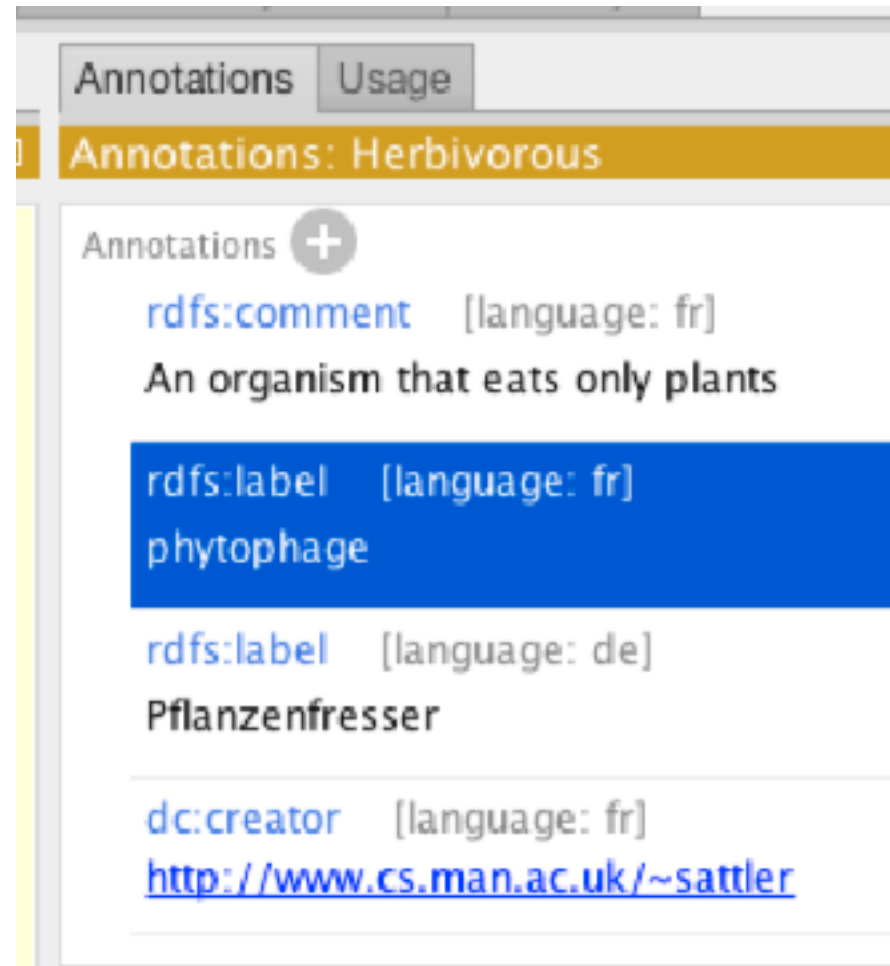 Annotations Usage
Annotations: Herbivorous
Annotations
rdfs:comment [language: fr]
An organism that eats only plants
rdfs:label [language: fr]
phytophage
rdfs:label [language: de]
Pflanzenfresser
dc:creator [language: fr]
http://www.cs.man.ac.uk/~sattler